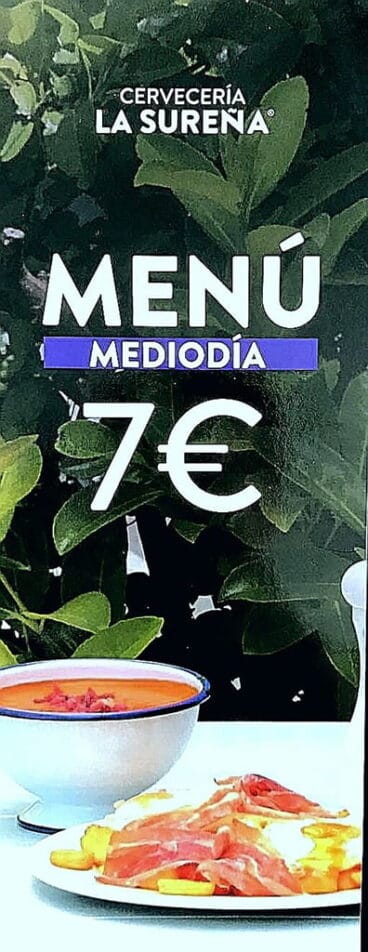 CERVECERÍA
LA SUREÑA®
MENÚ
MEDIODÍA
7€